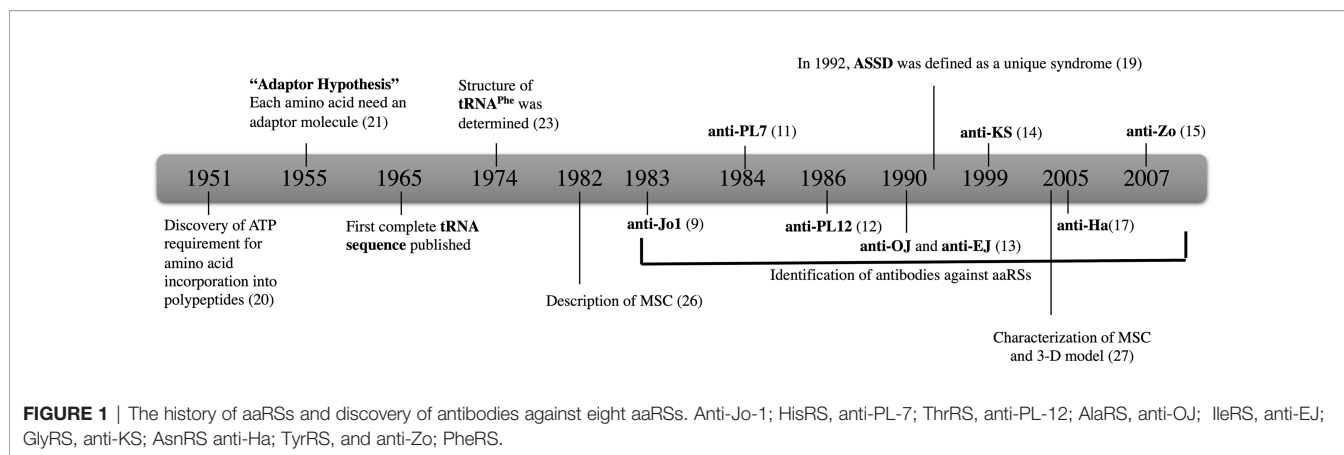 In 1992, ASSD was defined as a unique syndrome (19)
“Adaptor Hypothesis”
Each amino acid need an
adaptor molecule (21)
Structure of
tRNAPhe was
determined (23)
anti-PL7 (11)
anti-KS (14)
anti-Zo (15)
1951 1955 1965 1974 1982 1983 1984 1986 1990 1999 2005 2007
Discovery of ATP
requirement for
amino acid
incorporation into
polypeptides (20)
First complete tRNA
sequence published
anti-Jo1 (9)
anti-PL12 (12)
anti-OJ and anti-EJ (13)
anti-Ha(17)
Identification of antibodies against aaRSs
Description of MSC (26)
Characterization of MSC
and 3-D model (27)
FIGURE 1 | The history of aaRSs and discovery of antibodies against eight aaRSs. Anti-Jo-1; HisRS, anti-PL-7; ThrRS, anti-PL-12; AlaRS, anti-OJ; IleRS, anti-EJ;
GlyRS, anti-KS; AsnRS anti-Ha; TyrRS, and anti-Zo; PheRS.